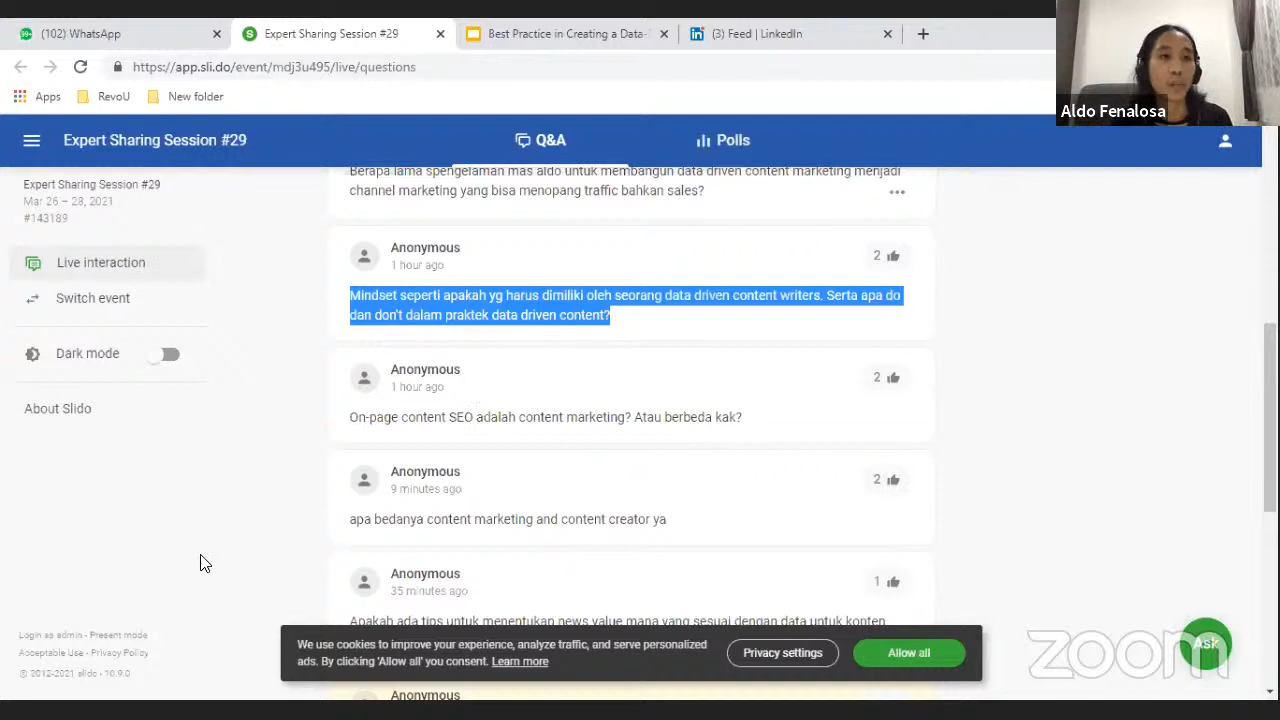 (102) WhatsApp
Expert Sharing Session #29
Best Practice in Creating a Data-
(3) Feed | LinkedIn
https://app.sli.do/event/mdj3u495/live/questions
Apps
RevoU
New folder
Aldo Fenalosa
Expert Sharing Session #29
Q&A
Polls
Expert Sharing Session #29
Mar 26 – 28, 2021
#143189
Live interaction
Switch event
Dark mode
About Slido
Berapa lama spengelaman mas aldo untuk membangun data driven content marketing menjadi
channel marketing yang bisa menopang traffic bahkan sales?
Anonymous
2
1 hour ago
Mindset seperti apakah yg harus dimiliki oleh seorang data driven content writers. Serta apa do
dan don't dalam praktek data driven content?
Anonymous
2
1 hour ago
On-page content SEO adalah content marketing? Atau berbeda kak?
Anonymous
2
9 minutes ago
apa bedanya content marketing and content creator ya
Anonymous
1
35 minutes ago
Apakah ada tips untuk menentukan news value mana yang sesuai dengan data untuk konten
Anonymous
Login as admin - Present mode
Acceptable Use - Privacy Policy
© 2012-2021 slido - 10.9.0
We use cookies to improve your experience, analyze traffic, and serve personalized
ads. By clicking 'Allow all' you consent. Learn more
Privacy settings
Allow all
Ask
zoom